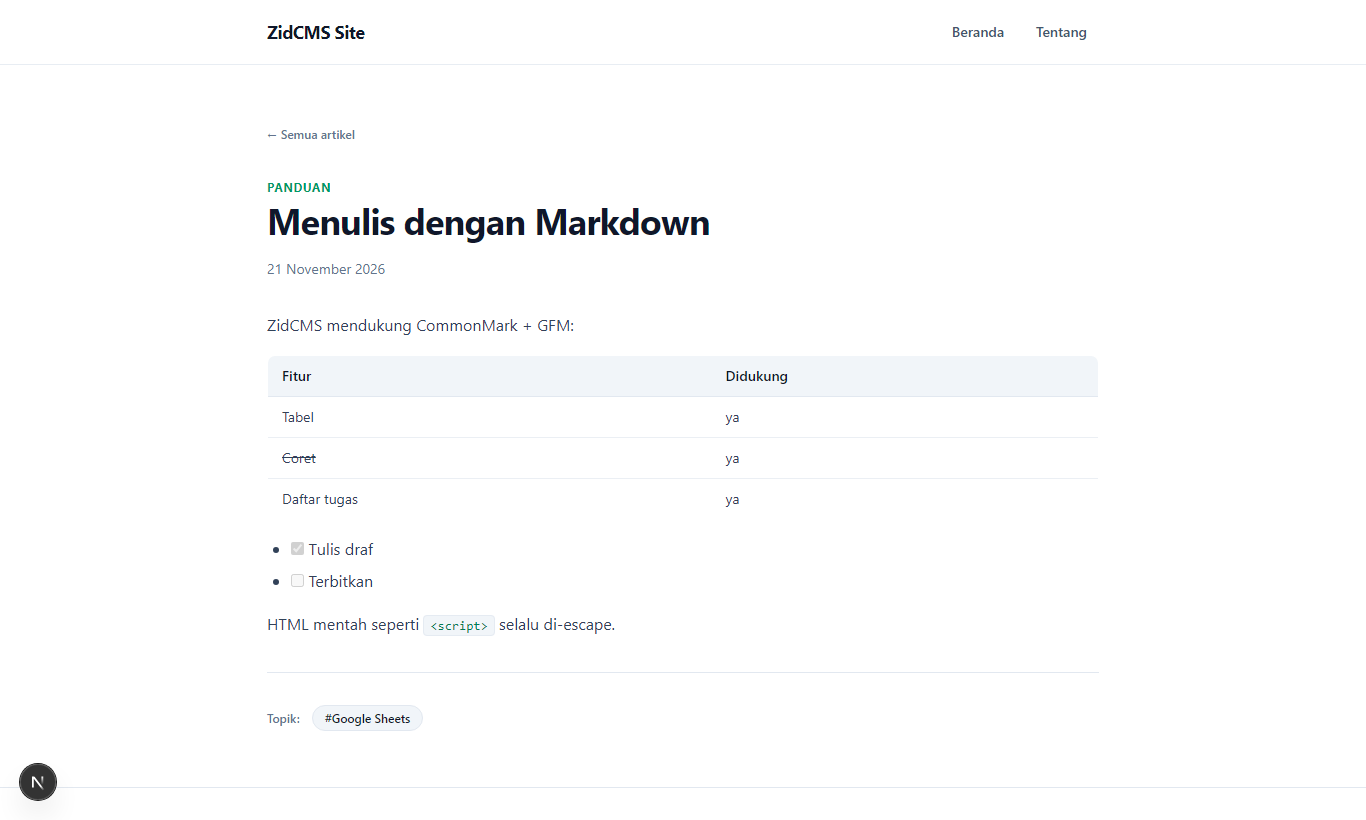 ZidCMS Site
Beranda Tentang
← Semua artikel
PANDUAN
Menulis dengan Markdown
21 November 2026
ZidCMS mendukung CommonMark + GFM:
Fitur Didukung
Tabel ya
Coret ya
Daftar tugas ya
Tulis draf
Terbitkan
HTML mentah seperti <script> selalu di-escape.
Topik: #Google Sheets
N